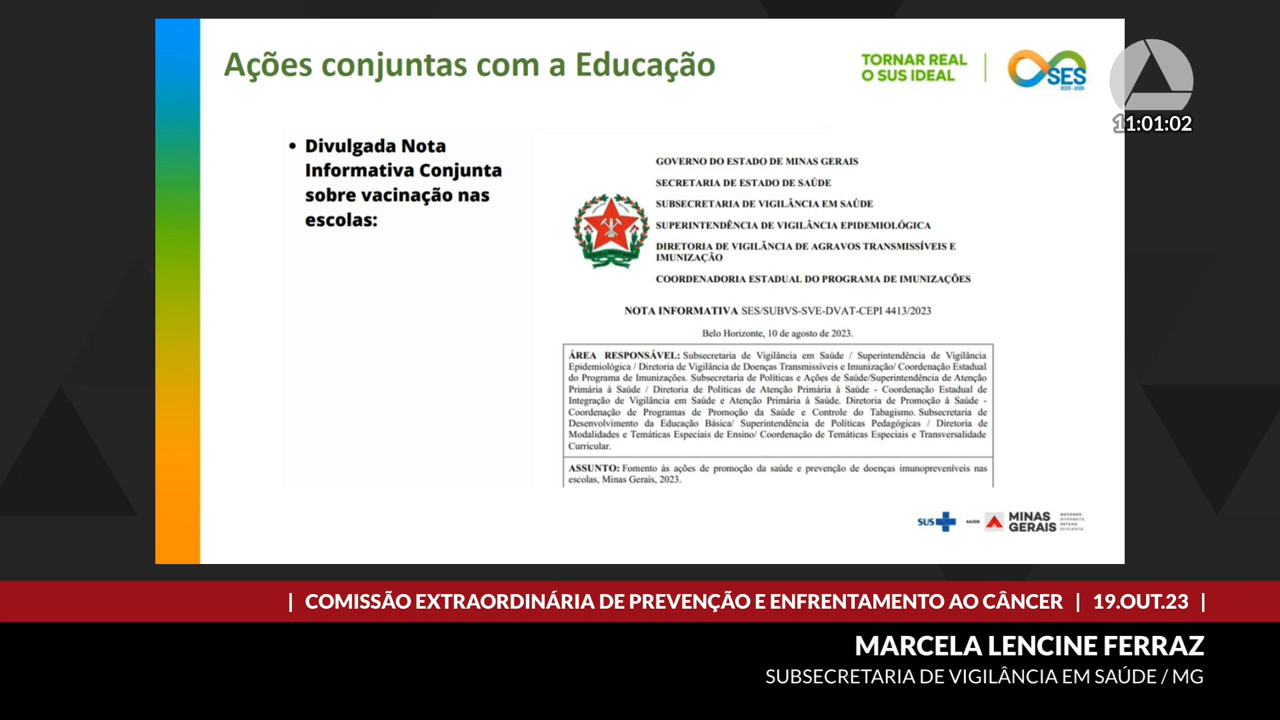 Ações conjuntas com a Educação
TORNAR REAL
O SUS IDEAL
SES
11:01:02
• Divulgada Nota
Informativa Conjunta
sobre vacinação nas
escolas:
GOVERNO DO ESTADO DE MINAS GERAIS
SECRETARIA DE ESTADO DE SAÚDE
SUBSECRETARIA DE VIGILÂNCIA EM SAÚDE
SUPERINTENDÊNCIA DE VIGILÂNCIA EPIDEMIOLÓGICA
DIRETORIA DE VIGILÂNCIA DE AGRAVOS TRANSMISSÍVEIS E
IMUNIZAÇÃO
COORDENADORIA ESTADUAL DO PROGRAMA DE IMUNIZAÇÕES
NOTA INFORMATIVA SES/SUBVS-SVE-DVAT-CEPI 4413/2023
Belo Horizonte, 10 de agosto de 2023.
ÁREA RESPONSÁVEL: Subsecretaria de Vigilância em Saúde / Superintendência de Vigilância
Epidemiológica / Diretoria de Vigilância de Doenças Transmissíveis e Imunização/ Coordenação Estadual
do Programa de Imunizações. Subsecretaria de Políticas e Ações de Saúde/Superintendência de Atenção
Primária à Saúde / Diretoria de Políticas de Atenção Primária à Saúde - Coordenação Estadual de
Integração de Vigilância em Saúde e Atenção Primária à Saúde. Diretoria de Promoção à Saúde -
Coordenação de Programas de Promoção da Saúde e Controle do Tabagismo. Subsecretaria de
Desenvolvimento da Educação Básica/ Superintendência de Políticas Pedagógicas / Diretoria de
Modalidades e Temáticas Especiais de Ensino/ Coordenação de Temáticas Especiais e Transversalidade
Curricular.
ASSUNTO: Fomento às ações de promoção da saúde e prevenção de doenças imunopreveníveis nas
escolas, Minas Gerais, 2023.
SUS
SAÚDE
MINAS
GERAIS
GOVERNO
DIFERENTE.
ESTADO
EFICIENTE.
| COMISSÃO EXTRAORDINÁRIA DE PREVENÇÃO E ENFRENTAMENTO AO CÂNCER | 19.OUT.23 |
MARCELA LENCINE FERRAZ
SUBSECRETARIA DE VIGILÂNCIA EM SAÚDE / MG